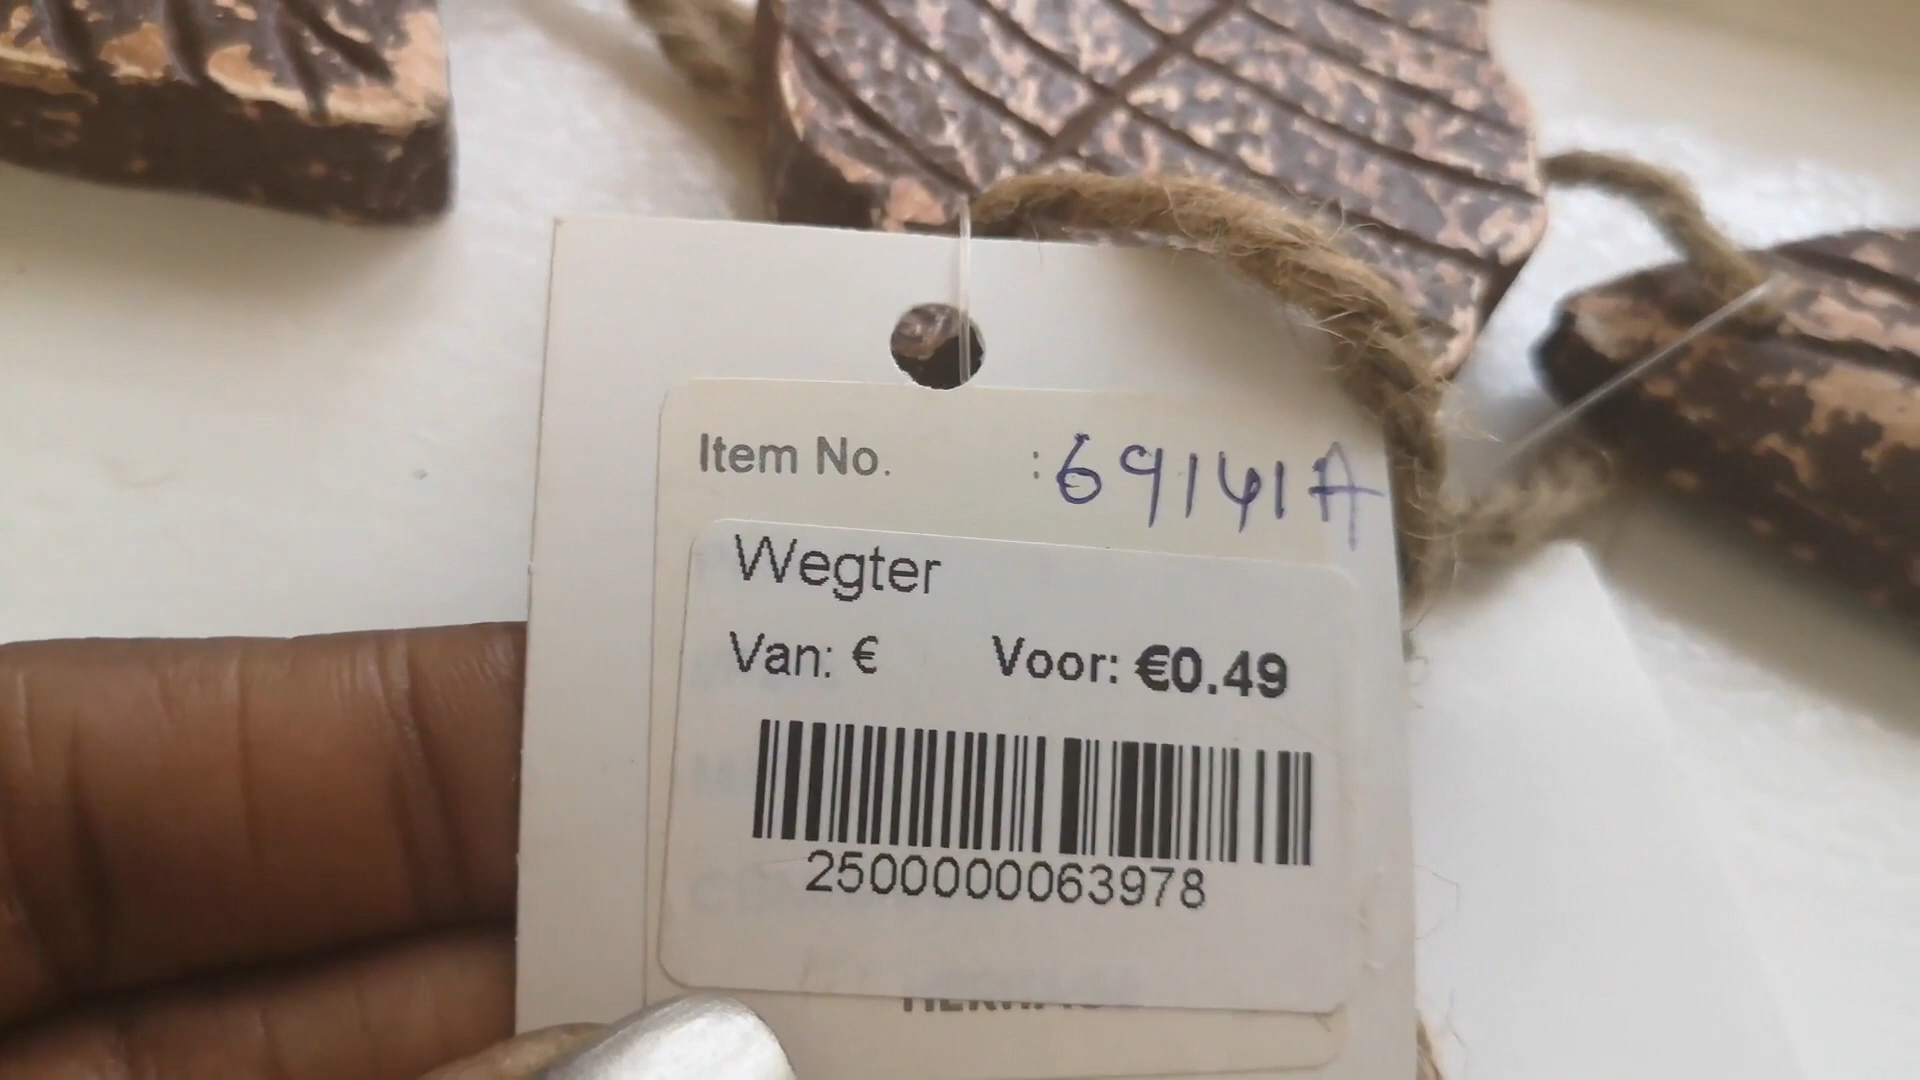 Item No. : 69141A
Wegter
Van: € Voor: €0.49
2500000063978